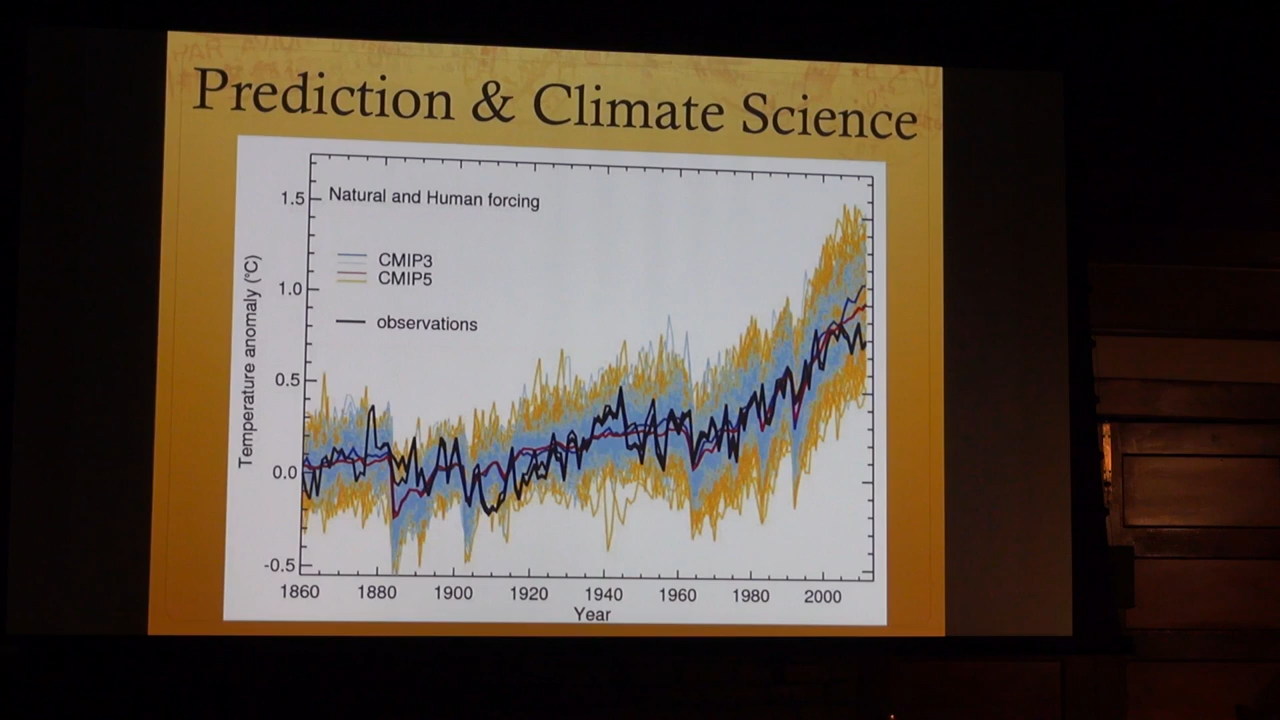 Prediction & Climate Science
Natural and Human forcing
CMIP3
CMIP5
observations
Temperature anomaly (°C)
1.5
1.0
0.5
0.0
-0.5
1860 1880 1900 1920 1940 1960 1980 2000
Year